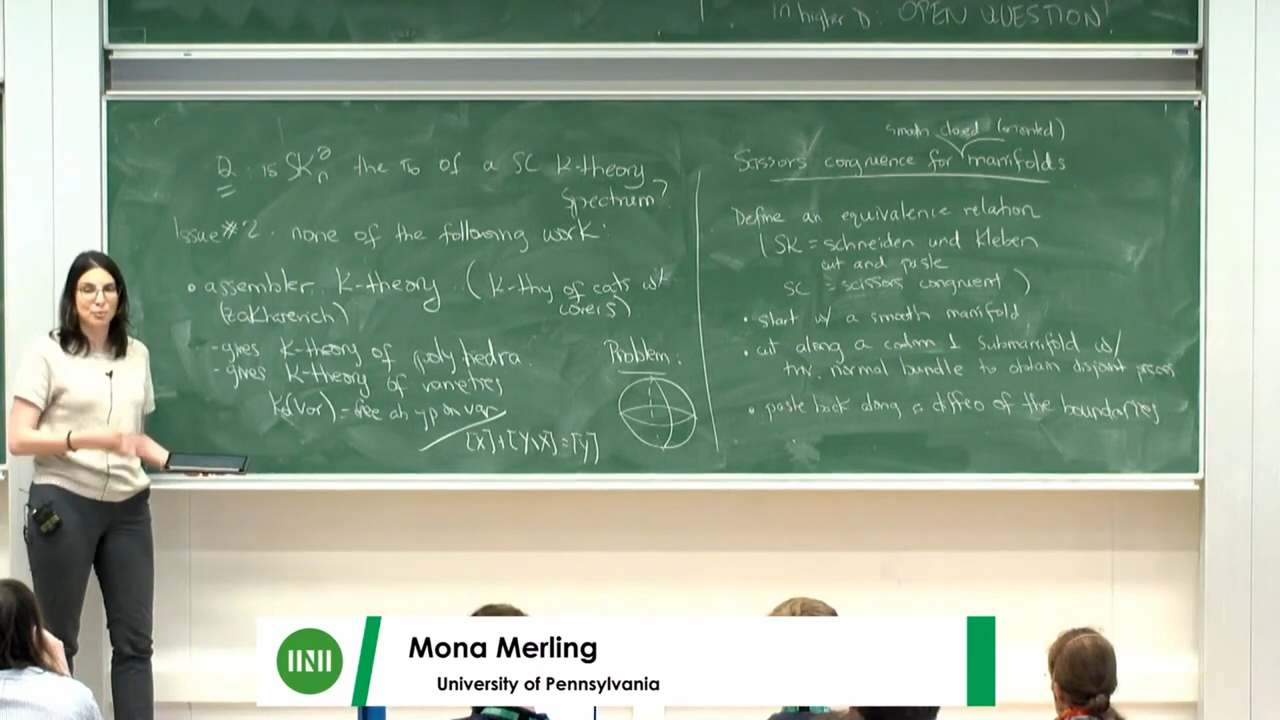 in higher D: OPEN QUESTION!
Q: is SK∂n the π0 of a SC K-theory
spectrum?
Issue #2. none of the following work:
• assembler K-theory (K-thy of cats w/
covers)
(Zakharevich)
- gives K-theory of polyhedra
- gives K-theory of varieties
K0(Var) = free ab gp on var
[X]+[Y\X]=[Y]
Problem:
smooth closed (oriented)
Scissors congruence for manifolds
Define an equivalence relation
(SK = schneiden und kleben
cut and paste
SC = scissors congruent)
• start w/ a smooth manifold
• cut along a codim 1 submanifold w/
triv. normal bundle to obtain disjoint pieces
• paste back along a diffeo of the boundaries
Mona Merling
University of Pennsylvania